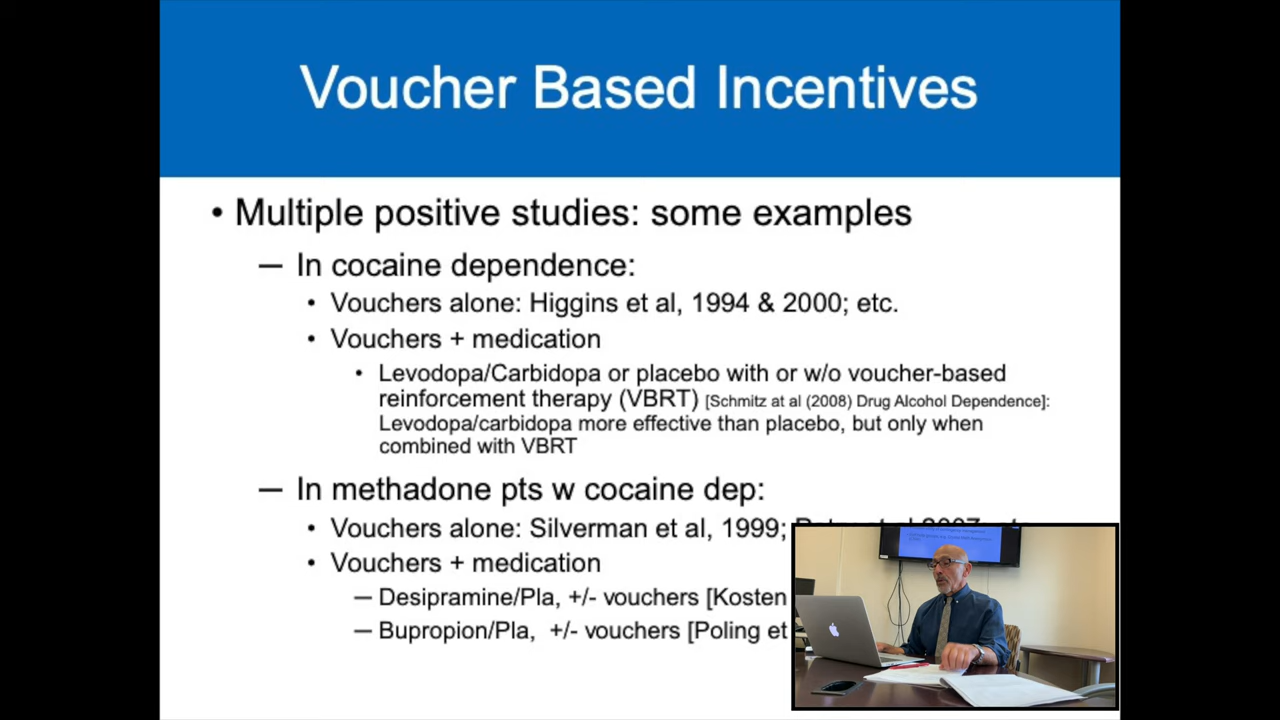 Voucher Based Incentives
• Multiple positive studies: some examples
— In cocaine dependence:
• Vouchers alone: Higgins et al, 1994 & 2000; etc.
• Vouchers + medication
• Levodopa/Carbidopa or placebo with or w/o voucher-based
reinforcement therapy (VBRT) [Schmitz at al (2008) Drug Alcohol Dependence]:
Levodopa/carbidopa more effective than placebo, but only when
combined with VBRT
— In methadone pts w cocaine dep:
• Vouchers alone: Silverman et al, 1999;
• Vouchers + medication
— Desipramine/Pla, +/- vouchers [Kosten
— Bupropion/Pla, +/- vouchers [Poling et